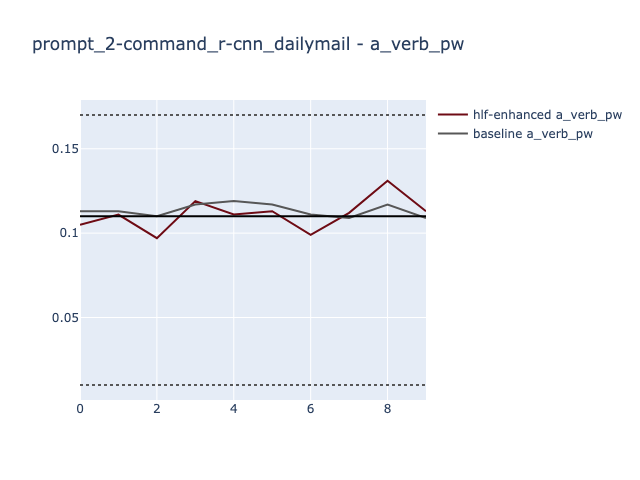 prompt_2-command_r-cnn_dailymail - a_verb_pw
hlf-enhanced a_verb_pw
baseline a_verb_pw
0.15
0.1
0.05
0
2
4
6
8